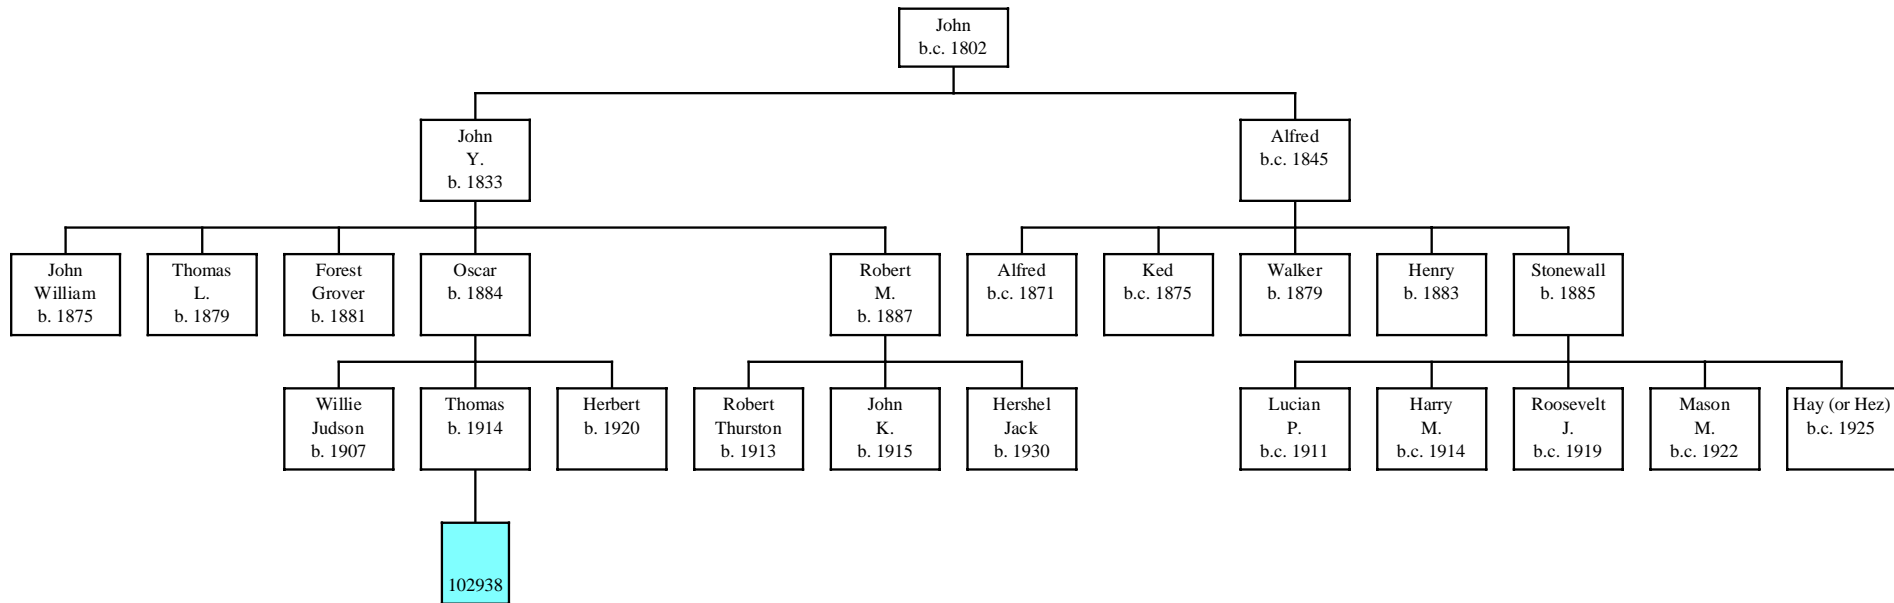 John
b.c. 1802
John
Y.
b. 1833
Alfred
b.c. 1845
John
William
b. 1875
Thomas
L.
b. 1879
Forest
Grover
b. 1881
Oscar
b. 1884
Robert
M.
b. 1887
Alfred
b.c. 1871
Ked
b.c. 1875
Walker
b. 1879
Henry
b. 1883
Stonewall
b. 1885
Willie
Judson
b. 1907
Thomas
b. 1914
Herbert
b. 1920
Robert
Thurston
b. 1913
John
K.
b. 1915
Hershel
Jack
b. 1930
Lucian
P.
b.c. 1911
Harry
M.
b.c. 1914
Roosevelt
J.
b.c. 1919
Mason
M.
b.c. 1922
Hay (or Hez)
b.c. 1925
102938